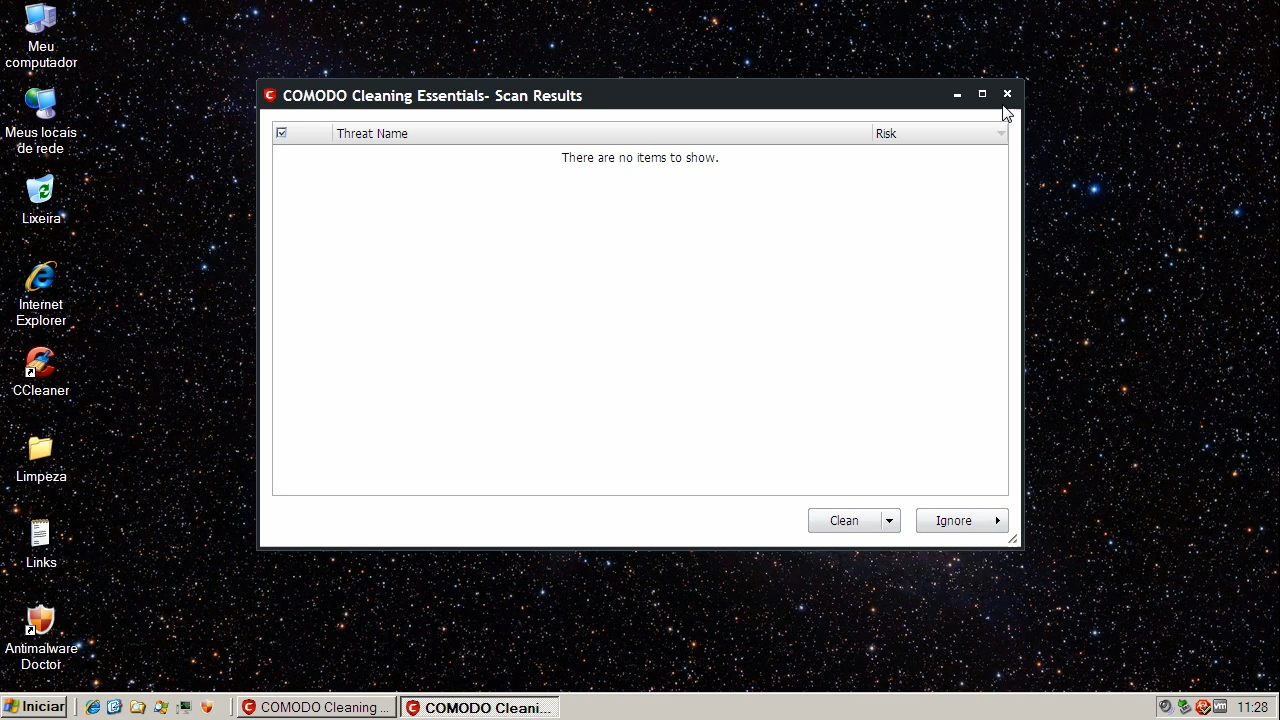 Meu
computador
Meus locais
de rede
Lixeira
Internet
Explorer
CCleaner
Limpeza
Links
Antimalware
Doctor
COMODO Cleaning Essentials- Scan Results
Threat Name
Risk
There are no items to show.
Clean
Ignore
Iniciar
COMODO Cleaning ...
COMODO Cleani...
vm
11:28